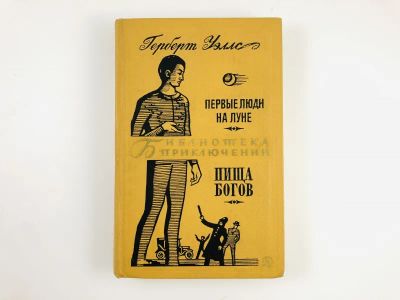 Герберт Уэллс
ПЕРВЫЕ ЛЮДИ
НА ЛУНЕ
БИБЛИОТЕКА
ПРИКЛЮЧЕНИЙ
ПИЩА
БОГОВ